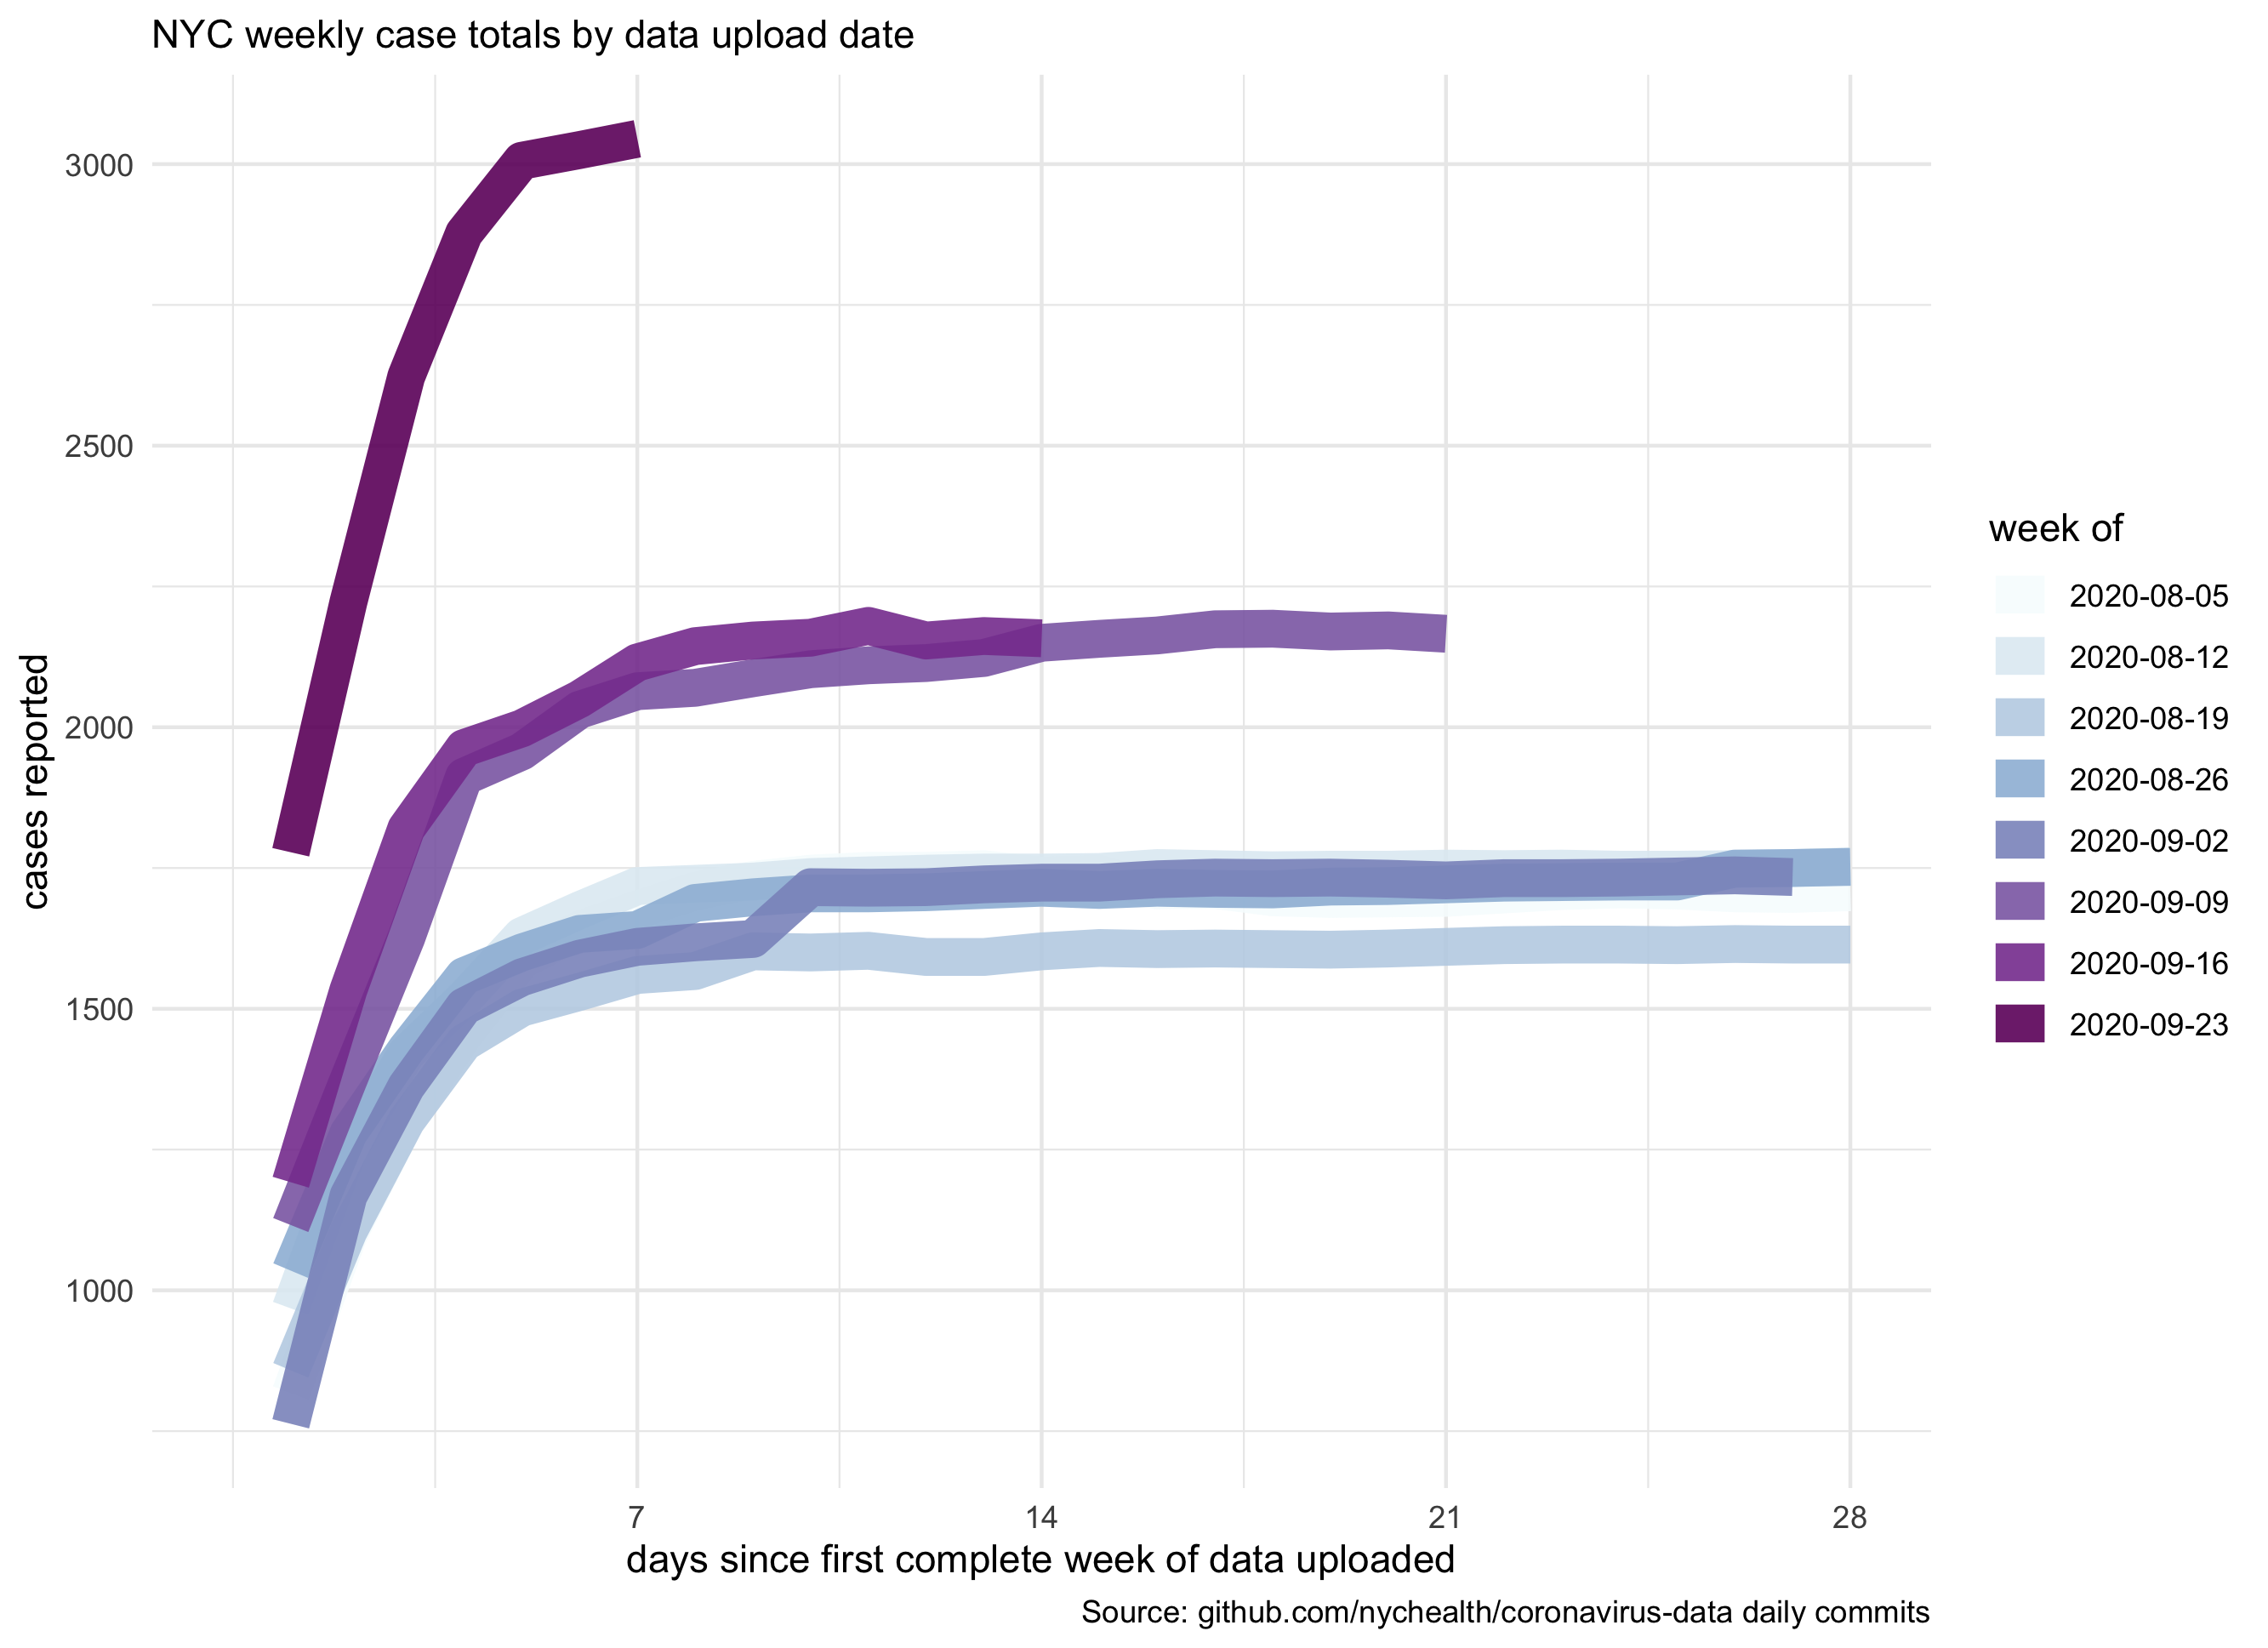 NYC weekly case totals by data upload date
3000
2500
2000
1500
1000
cases reported
7 14 21 28
days since first complete week of data uploaded
week of
2020-08-05
2020-08-12
2020-08-19
2020-08-26
2020-09-02
2020-09-09
2020-09-16
2020-09-23
Source: github.com/nychealth/coronavirus-data daily commits